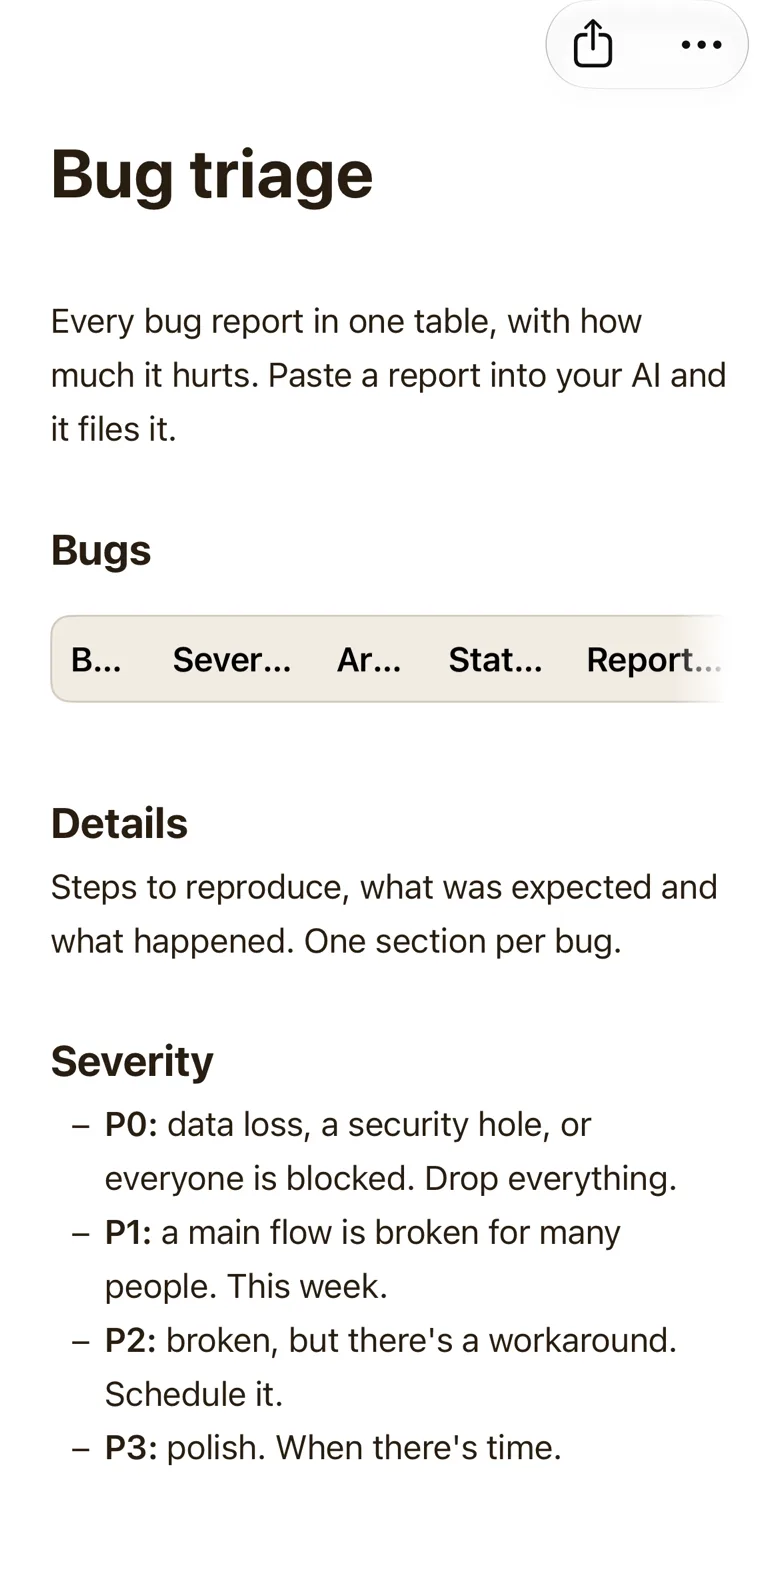 Bug triage
Every bug report in one table, with how
much it hurts. Paste a report into your AI and
it files it.
Bugs
B... Sever... Ar... Stat... Report...
Details
Steps to reproduce, what was expected and
what happened. One section per bug.
Severity
– P0: data loss, a security hole, or
everyone is blocked. Drop everything.
– P1: a main flow is broken for many
people. This week.
– P2: broken, but there's a workaround.
Schedule it.
– P3: polish. When there's time.